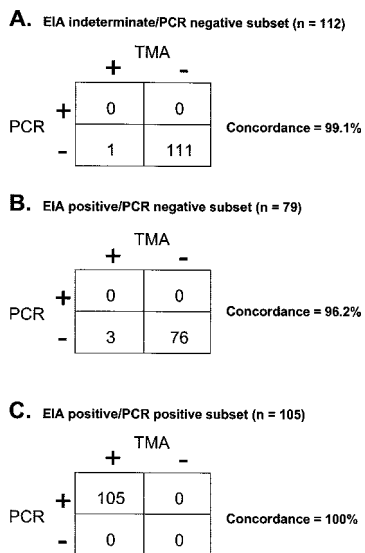 A. EIA indeterminate/PCR negative subset (n = 112)
TMA
+ -
PCR + 0 0
- 1 111
Concordance = 99.1%
B. EIA positive/PCR negative subset (n = 79)
TMA
+ -
PCR + 0 0
- 3 76
Concordance = 96.2%
C. EIA positive/PCR positive subset (n = 105)
TMA
+ -
PCR + 105 0
- 0 0
Concordance = 100%